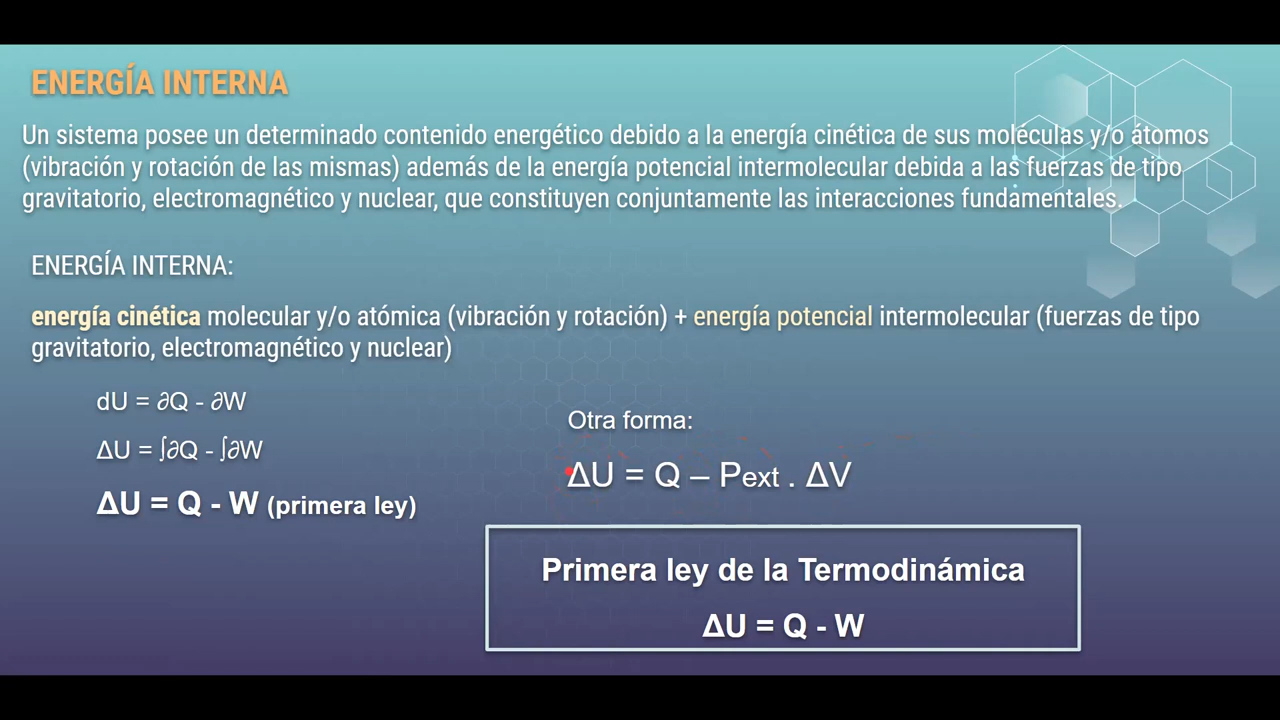 ENERGÍA INTERNA
Un sistema posee un determinado contenido energético debido a la energía cinética de sus moléculas y/o átomos
(vibración y rotación de las mismas) además de la energía potencial intermolecular debida a las fuerzas de tipo
gravitatorio, electromagnético y nuclear, que constituyen conjuntamente las interacciones fundamentales.
ENERGÍA INTERNA:
energía cinética molecular y/o atómica (vibración y rotación) + energía potencial intermolecular (fuerzas de tipo
gravitatorio, electromagnético y nuclear)
dU = ∂Q - ∂W
ΔU = ∫∂Q - ∫∂W
ΔU = Q - W (primera ley)
Otra forma:
ΔU = Q – Pext . ΔV
Primera ley de la Termodinámica
ΔU = Q - W